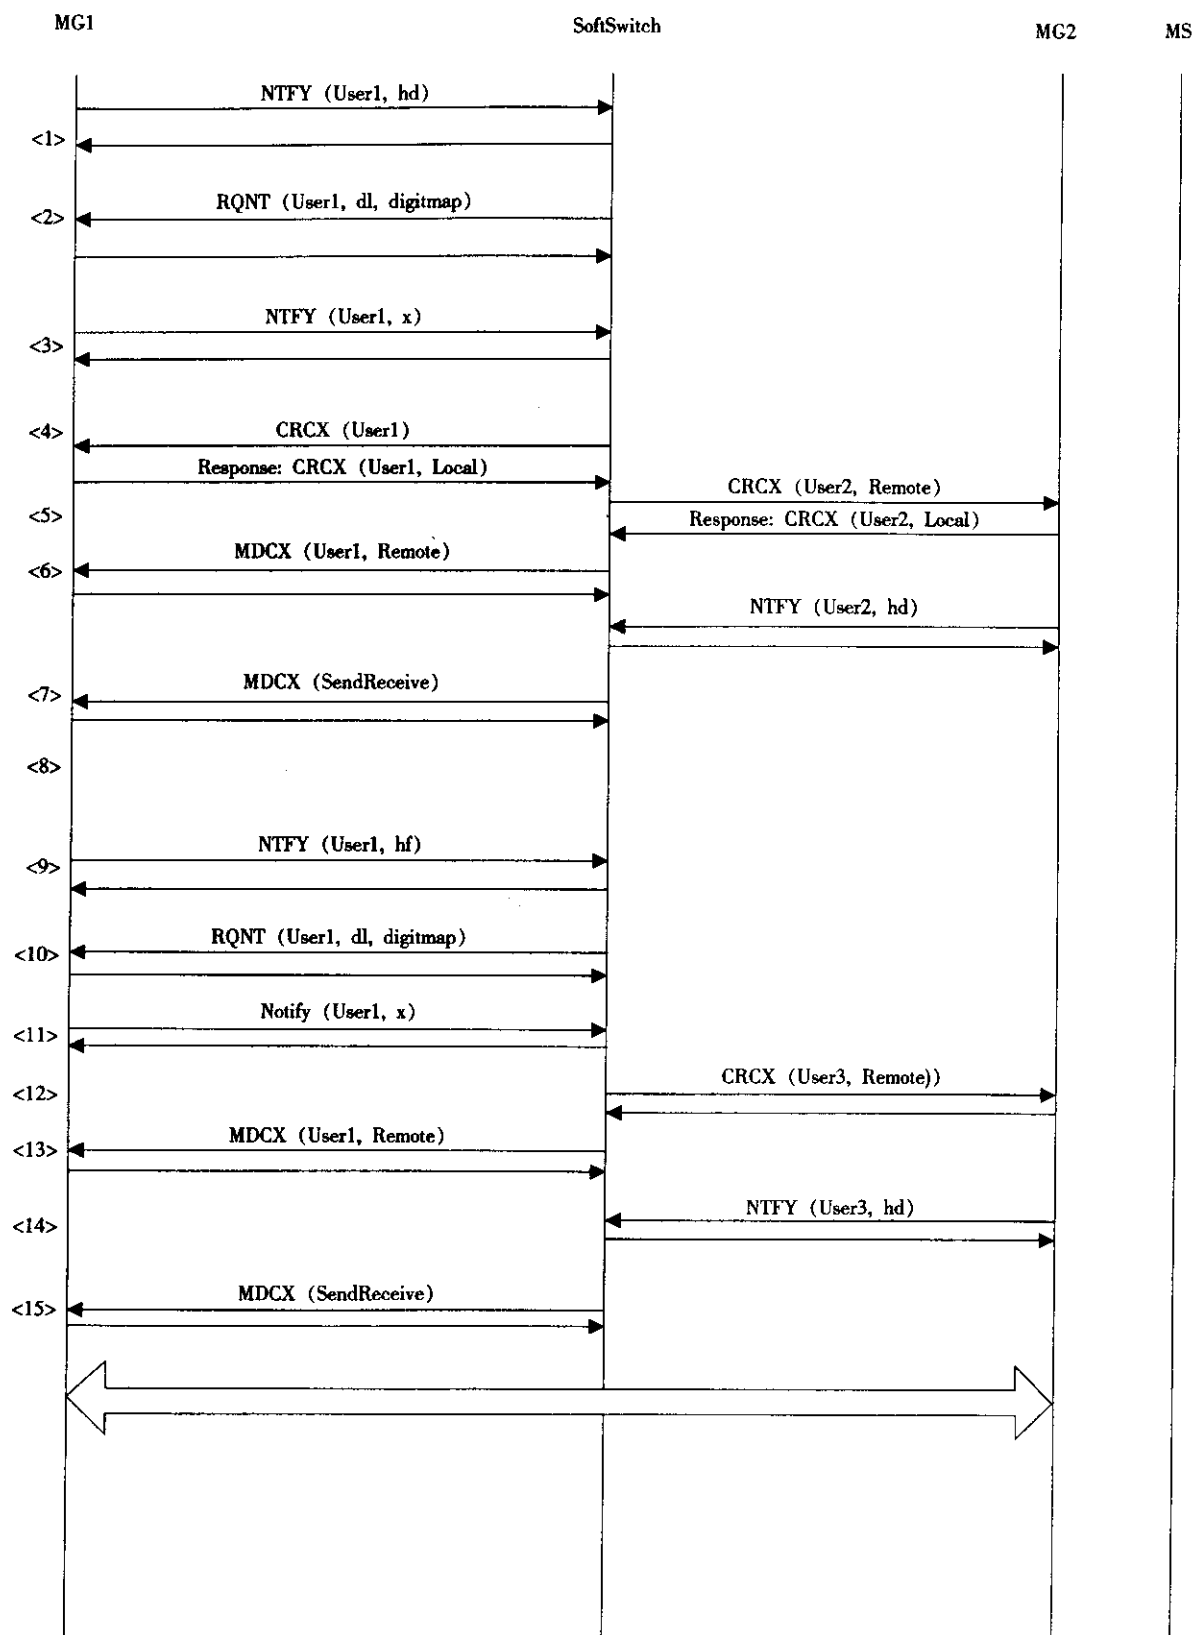 MG1 SoftSwitch MG2 MS
NTFY (User1, hd)
<1>
RQNT (User1, dl, digitmap)
<2>
NTFY (User1, x)
<3>
<4> CRCX (User1)
Response: CRCX (User1, Local)
CRCX (User2, Remote)
<5>
Response: CRCX (User2, Local)
MDCX (User1, Remote)
<6>
NTFY (User2, hd)
MDCX (SendReceive)
<7>
<8>
NTFY (User1, hf)
<9>
RQNT (User1, dl, digitmap)
<10>
Notify (User1, x)
<11>
CRCX (User3, Remote))
<12>
MDCX (User1, Remote)
<13>
NTFY (User3, hd)
<14>
MDCX (SendReceive)
<15>